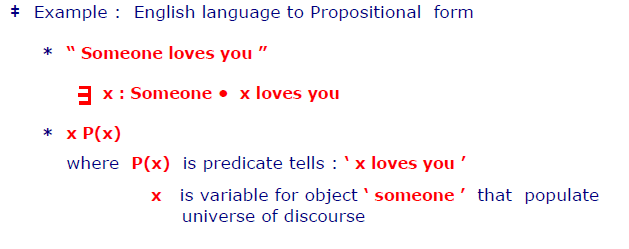 ‡ Example : English language to Propositional form
* “ Someone loves you ”
∃ x : Someone • x loves you
* x P(x)
where P(x) is predicate tells : ‘ x loves you ’
x is variable for object ‘ someone ’ that populate
universe of discourse